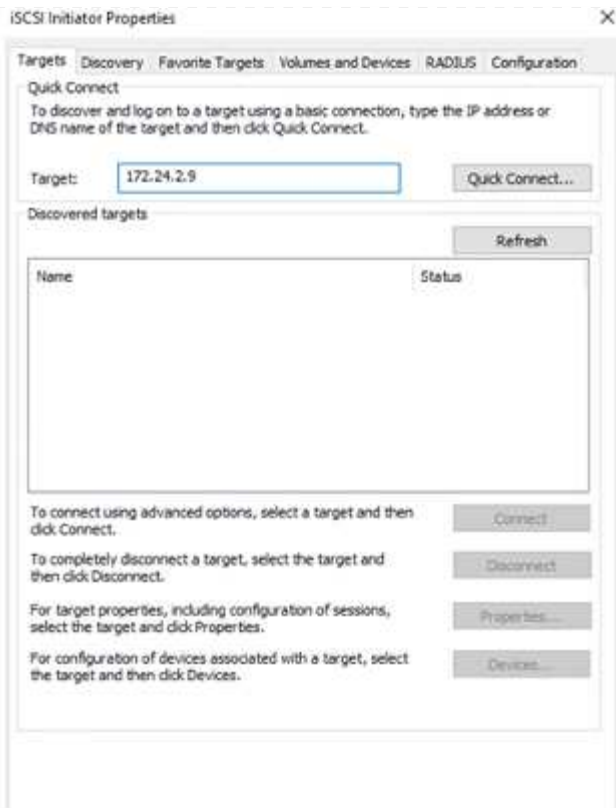 iSCSI Initiator Properties
Targets Discovery Favorite Targets Volumes and Devices RADIUS Configuration
Quick Connect
To discover and log on to a target using a basic connection, type the IP address or
DNS name of the target and then click Quick Connect.
Target: 172.24.2.9 Quick Connect...
Discovered targets
Refresh
Name Status
To connect using advanced options, select a target and then
click Connect.
Connect
To completely disconnect a target, select the target and
then click Disconnect.
Disconnect
For target properties, including configuration of sessions,
select the target and click Properties.
Properties...
For configuration of devices associated with a target, select
the target and then click Devices.
Devices...